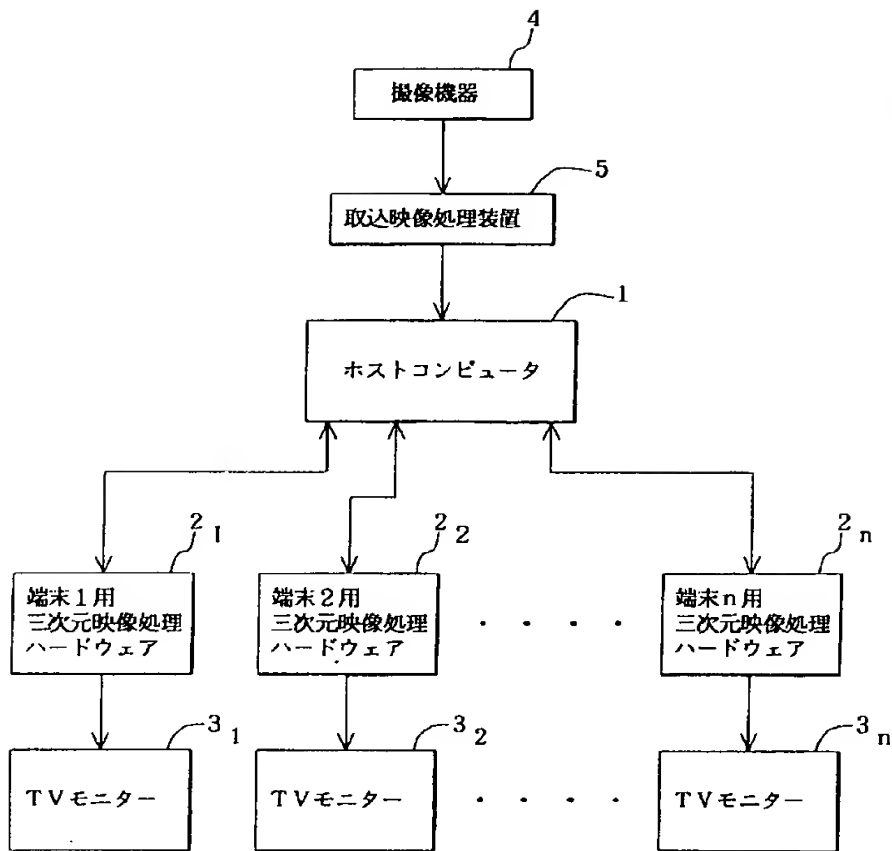 4
撮像機器
5
取込映像処理装置
1
ホストコンピュータ
2 1
2 2
2 n
端末1用
三次元映像処理
ハードウェア
端末2用
三次元映像処理
ハードウェア
・・・・
端末n用
三次元映像処理
ハードウェア
3 1
3 2
3 n
TVモニター
TVモニター
・・・・
TVモニター